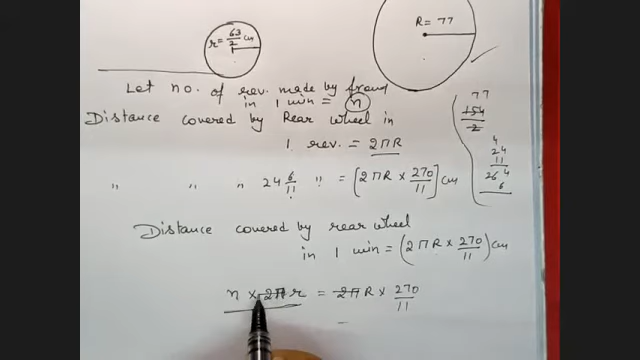 r = 63/2 cm
R = 77
Let no. of rev. made by front
in 1 min = n
Distance covered by Rear wheel in
1 rev. = 2πR
" " " 24 6/11 " = [2πR × 270/11] cm
Distance covered by rear wheel
in 1 min = (2πR × 270/11) cm
n × 2πr = 2πR × 270/11
77
154
2
4
24
11
264
6